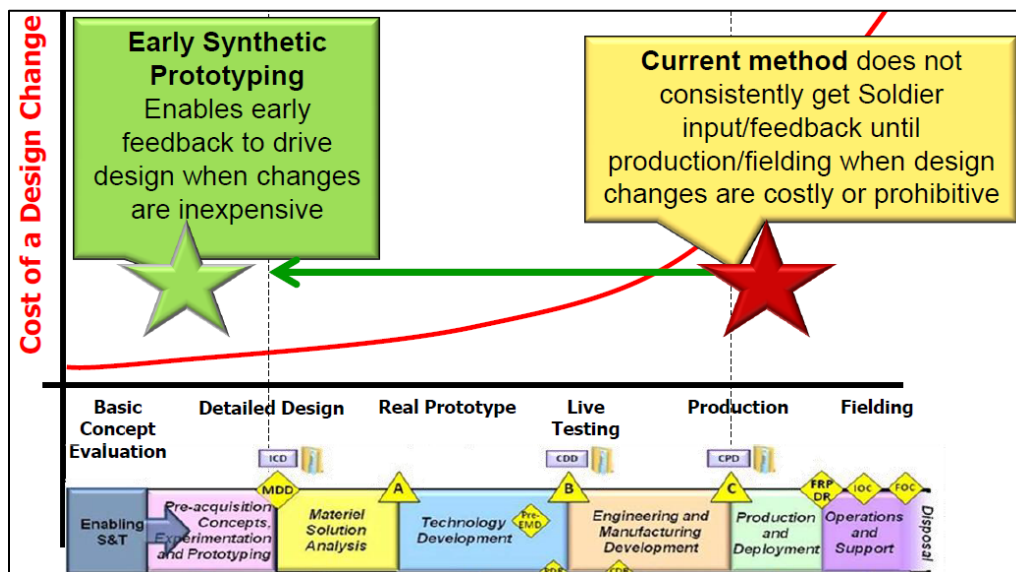 Cost of a Design Change
Early Synthetic
Prototyping
Enables early
feedback to drive
design when changes
are inexpensive
Current method does not
consistently get Soldier
input/feedback until
production/fielding when design
changes are costly or prohibitive
Basic
Concept
Evaluation
Detailed Design
Real Prototype
Live
Testing
Production
Fielding
ICD
CDD
CPD
MDD
A
B
C
FRP
DR
IOC
FOC
Enabling
S&T
Pre-acquisition
Concepts,
Experimentation
and Prototyping
Materiel
Solution
Analysis
Technology
Development
Pre-
EMD
Engineering and
Manufacturing
Development
Production
and
Deployment
Operations
and
Support
Disposal